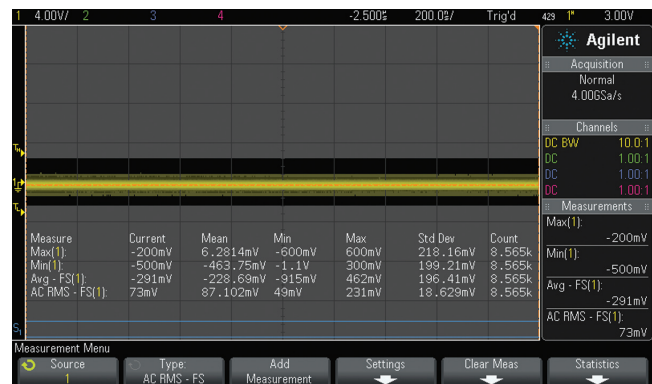 1 4.00V/ 2 3 4 -2.500s 200.0s/ Trig'd 429 1 3.00V
Agilent
Acquisition
Normal
4.00GSa/s
Channels
DC BW 10.0:1
DC 1.00:1
DC 1.00:1
DC 1.00:1
Measurements
Max(1):
-200mV
Min(1):
-500mV
Avg - FS(1):
-291mV
AC RMS - FS(1):
73mV
TH
1
TL
Measure Current Mean Min Max Std Dev Count
Max(1): -200mV 6.2814mV -600mV 600mV 218.16mV 8.565k
Min(1): -500mV -463.75mV -1.1V 300mV 199.21mV 8.565k
Avg - FS(1): -291mV -228.69mV -915mV 462mV 196.41mV 8.565k
AC RMS - FS(1): 73mV 87.102mV 49mV 231mV 18.629mV 8.565k
S1
Measurement Menu
Source
1
Type:
AC RMS - FS
Add
Measurement
Settings
Clear Meas
Statistics